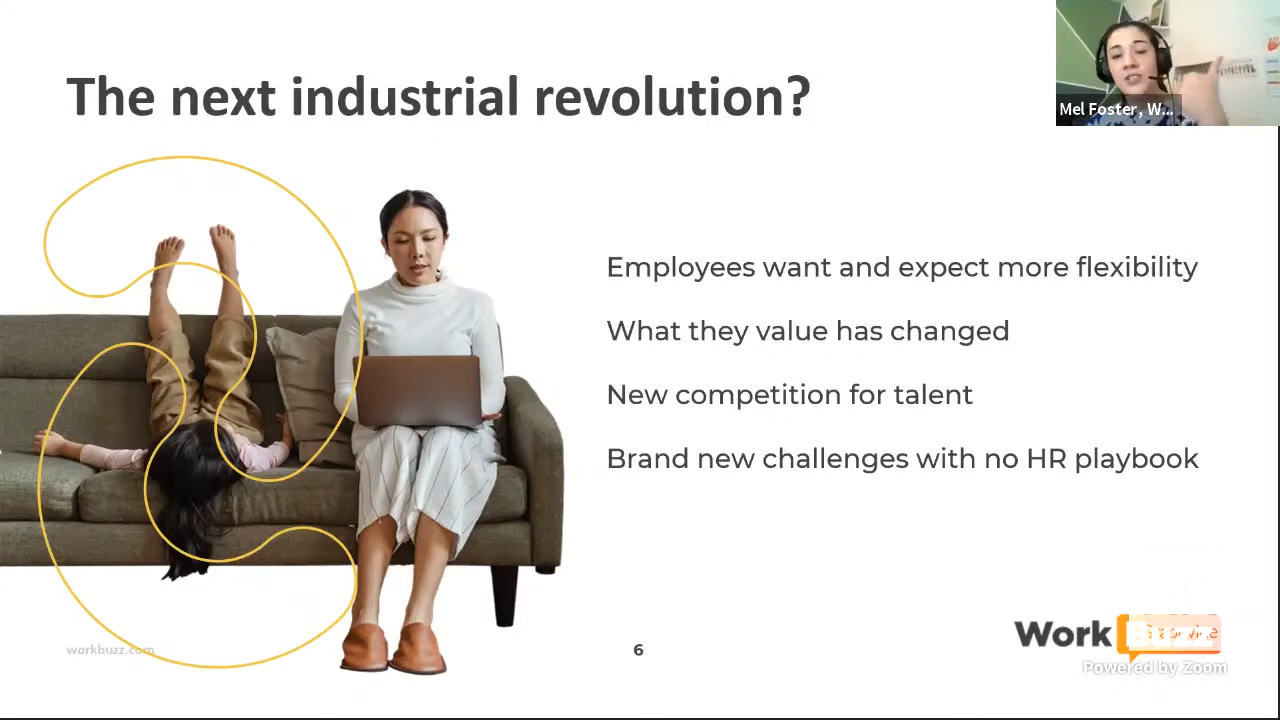 The next industrial revolution?
Mel Foster, W...
Employees want and expect more flexibility
What they value has changed
New competition for talent
Brand new challenges with no HR playbook
workbuzz.com
6
Work Buzz
Powered by Zoom